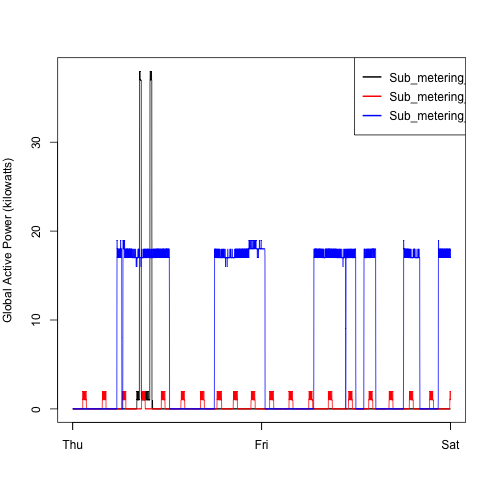 Sub_metering_
Sub_metering_
Sub_metering_
Global Active Power (kilowatts)
30
20
10
0
Thu Fri Sat